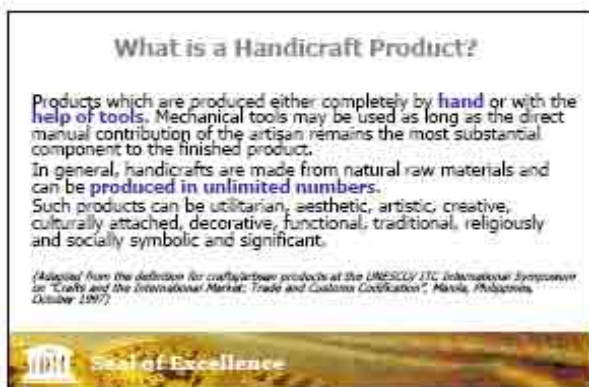 What is a Handicraft Product?
Products which are produced either completely by hand or with the
help of tools. Mechanical tools may be used as long as the direct
manual contribution of the artisan remains the most substantial
component to the finished product.
In general, handicrafts are made from natural raw materials and
can be produced in unlimited numbers.
Such products can be utilitarian, aesthetic, artistic, creative,
culturally attached, decorative, functional, traditional, religiously
and socially symbolic and significant.
(Adapted from the definition for crafts/artisan products at the UNESCO/ ITC International Symposium
on "Crafts and the International Market: Trade and Customs Codification", Manila, Philippines,
October 1997)
Seal of Excellence